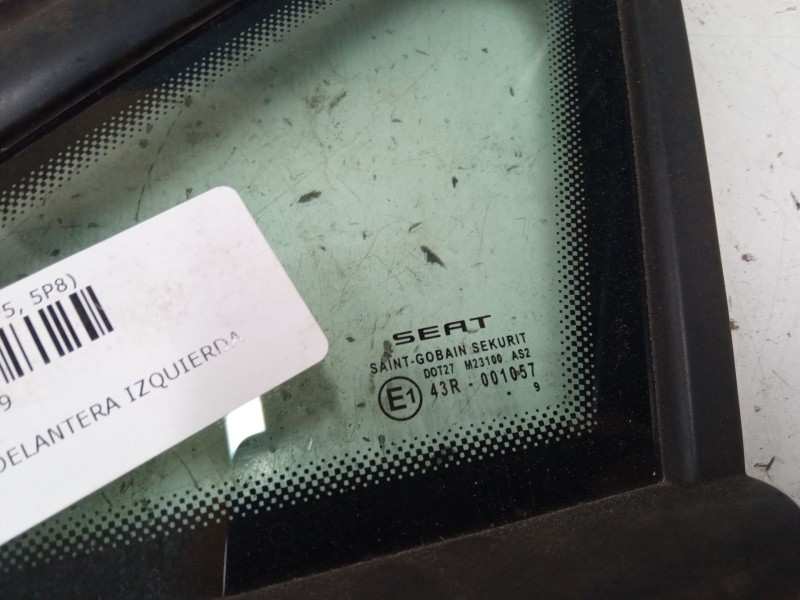 5, 5P8)
9
DELANTERA IZQUIERDA
SEAT
SAINT-GOBAIN SEKURIT
DOT27 M23100 AS2
E1 43R - 001057
. 9